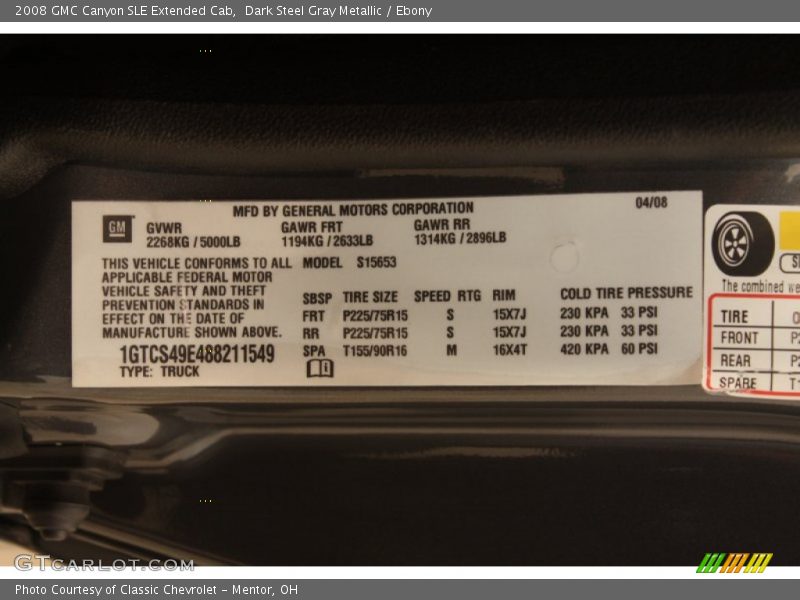 2008 GMC Canyon SLE Extended Cab, Dark Steel Gray Metallic / Ebony
MFD BY GENERAL MOTORS CORPORATION 04/08
GM
GVWR GAWR FRT GAWR RR
2268KG / 5000LB 1194KG / 2633LB 1314KG / 2896LB
THIS VEHICLE CONFORMS TO ALL MODEL S15653
APPLICABLE FEDERAL MOTOR
VEHICLE SAFETY AND THEFT
PREVENTION STANDARDS IN
EFFECT ON THE DATE OF
MANUFACTURE SHOWN ABOVE.
1GTCS49E488211549
TYPE: TRUCK
SBSP TIRE SIZE SPEED RTG RIM COLD TIRE PRESSURE
FRT P225/75R15 S 15X7J 230 KPA 33 PSI
RR P225/75R15 S 15X7J 230 KPA 33 PSI
SPA T155/90R16 M 16X4T 420 KPA 60 PSI
The combined
TIRE
FRONT
REAR
SPARE
GTCARLOT.COM
Photo Courtesy of Classic Chevrolet - Mentor, OH